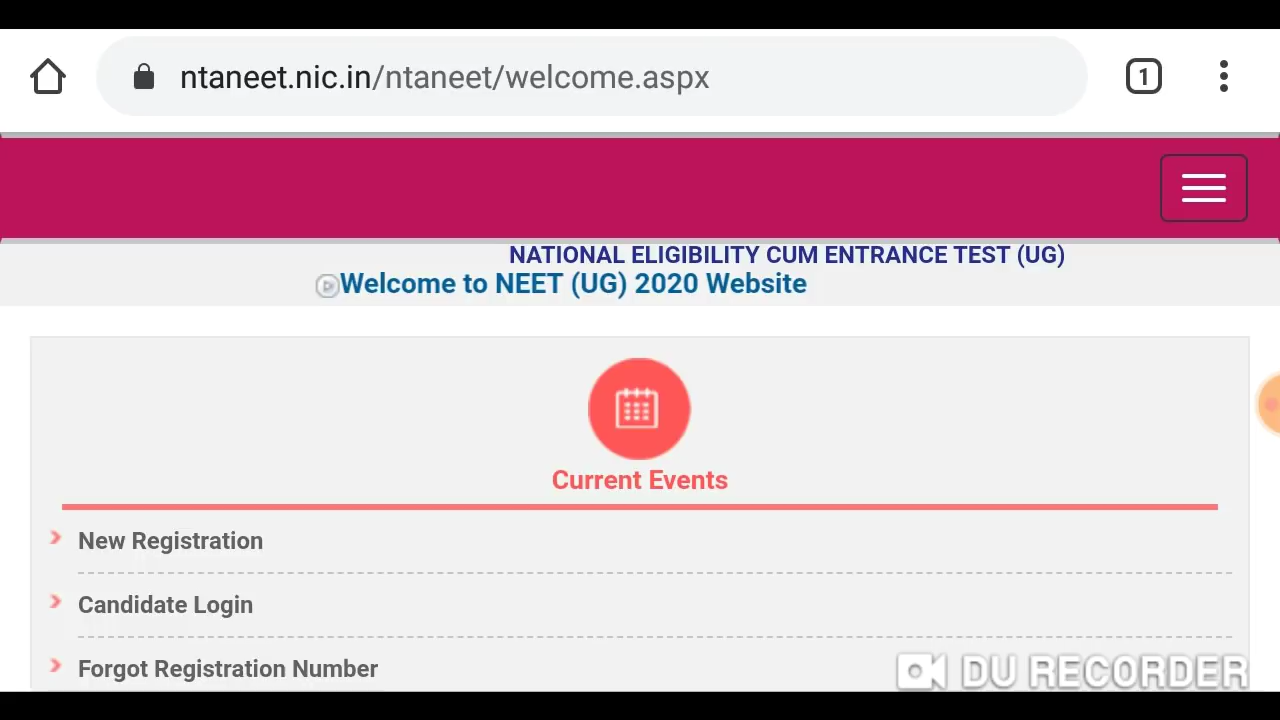 ntaneet.nic.in/ntaneet/welcome.aspx
1
NATIONAL ELIGIBILITY CUM ENTRANCE TEST (UG)
Welcome to NEET (UG) 2020 Website
Current Events
New Registration
Candidate Login
Forgot Registration Number
DU RECORDER